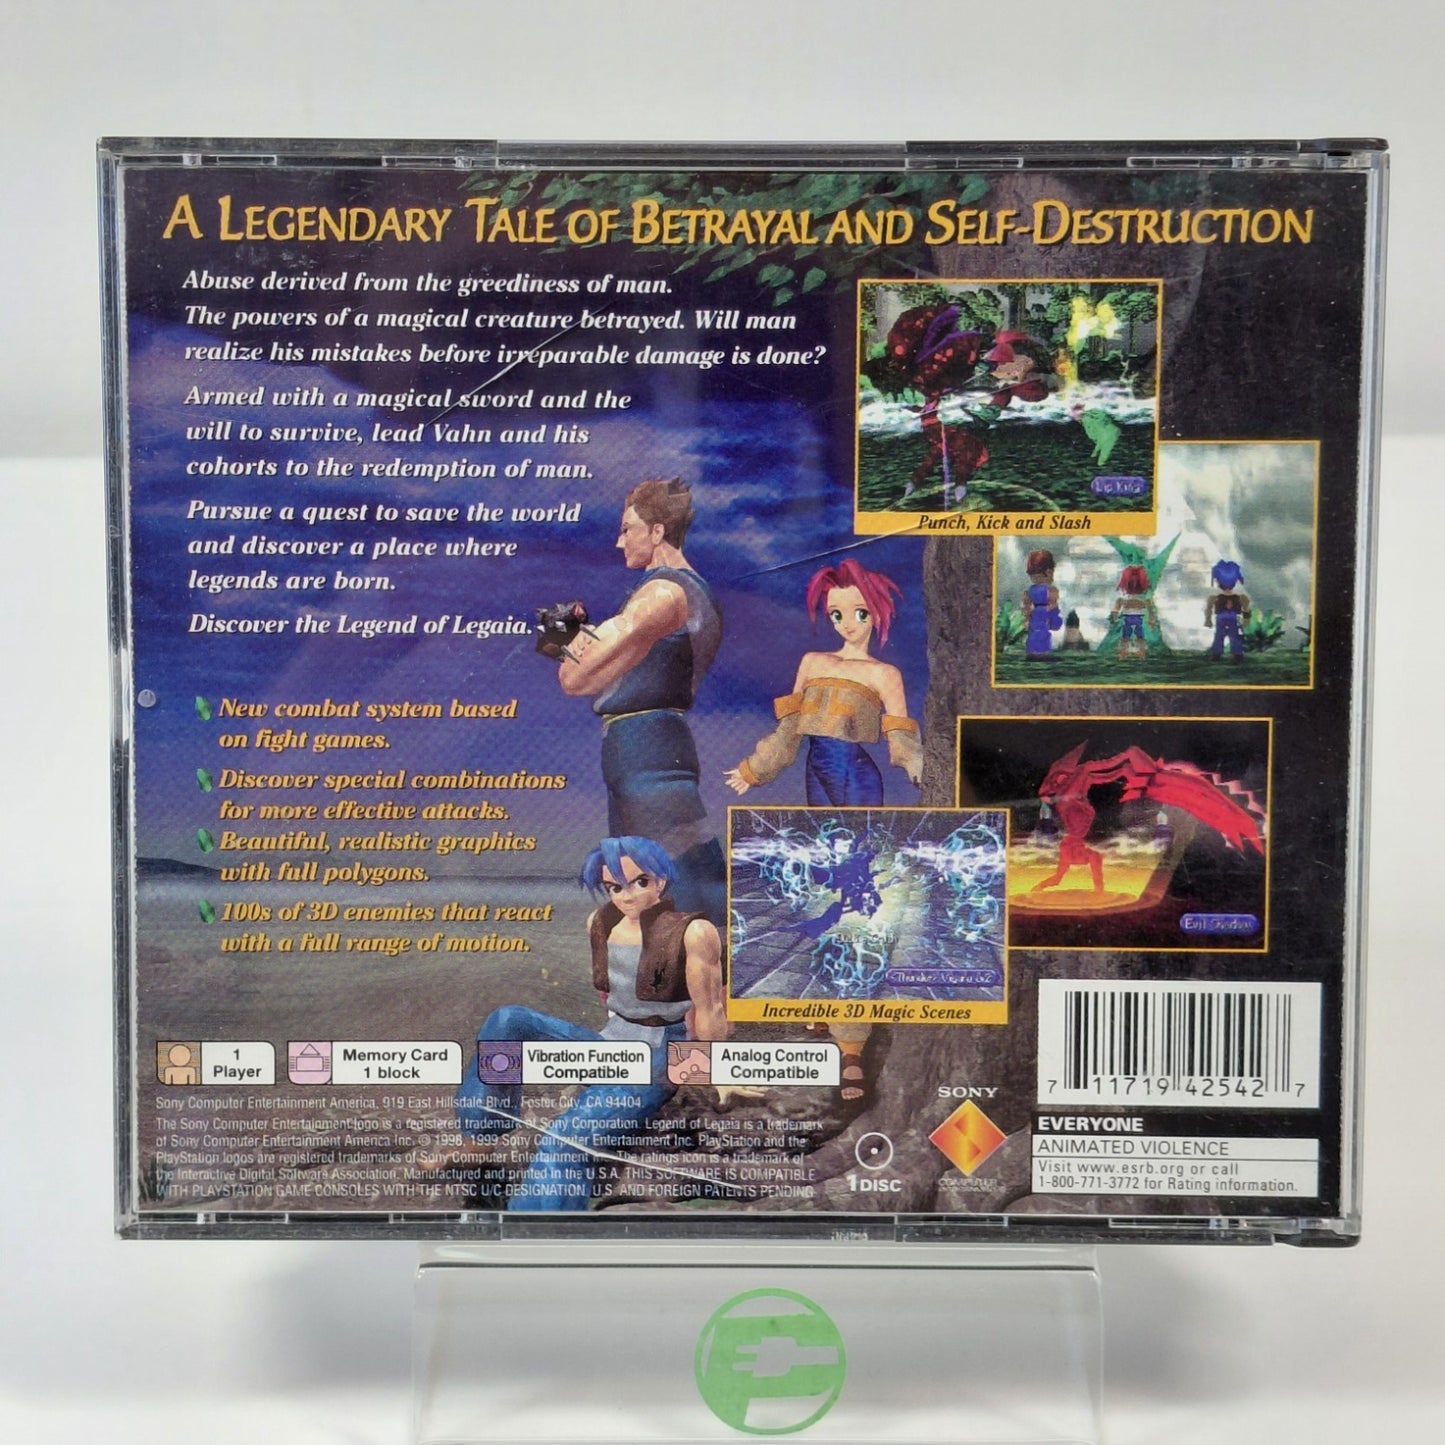 A LEGENDARY TALE OF BETRAYAL AND SELF-DESTRUCTION
Abuse derived from the greediness of man.
The powers of a magical creature betrayed. Will man
realize his mistakes before irreparable damage is done?
Armed with a magical sword and the
will to survive, lead Vahn and his
cohorts to the redemption of man.
Pursue a quest to save the world
and discover a place where
legends are born.
Discover the Legend of Legaia.
New combat system based
on fight games.
Discover special combinations
for more effective attacks.
Beautiful, realistic graphics
with full polygons.
100s of 3D enemies that react
with a full range of motion.
Punch, Kick and Slash
Evil Shadow
Incredible 3D Magic Scenes
1
Player
Memory Card
1 block
Vibration Function
Compatible
Analog Control
Compatible
Sony Computer Entertainment America, 919 East Hillsdale Blvd., Foster City, CA 94404.
The Sony Computer Entertainment logo is a registered trademark of Sony Corporation. Legend of Legaia is a trademark
of Sony Computer Entertainment America Inc. © 1998, 1999 Sony Computer Entertainment Inc. PlayStation and the
PlayStation logos are registered trademarks of Sony Computer Entertainment Inc. The ratings icon is a trademark of
the Interactive Digital Software Association. Manufactured and printed in the U.S.A. THIS SOFTWARE IS COMPATIBLE
WITH PLAYSTATION GAME CONSOLES WITH THE NTSC U/C DESIGNATION. U.S. AND FOREIGN PATENTS PENDING
1 DISC
SONY
COMPUTER
ENTERTAINMENT
7 11719 42542 7
EVERYONE
ANIMATED VIOLENCE
Visit www.esrb.org or call
1-800-771-3772 for Rating information.